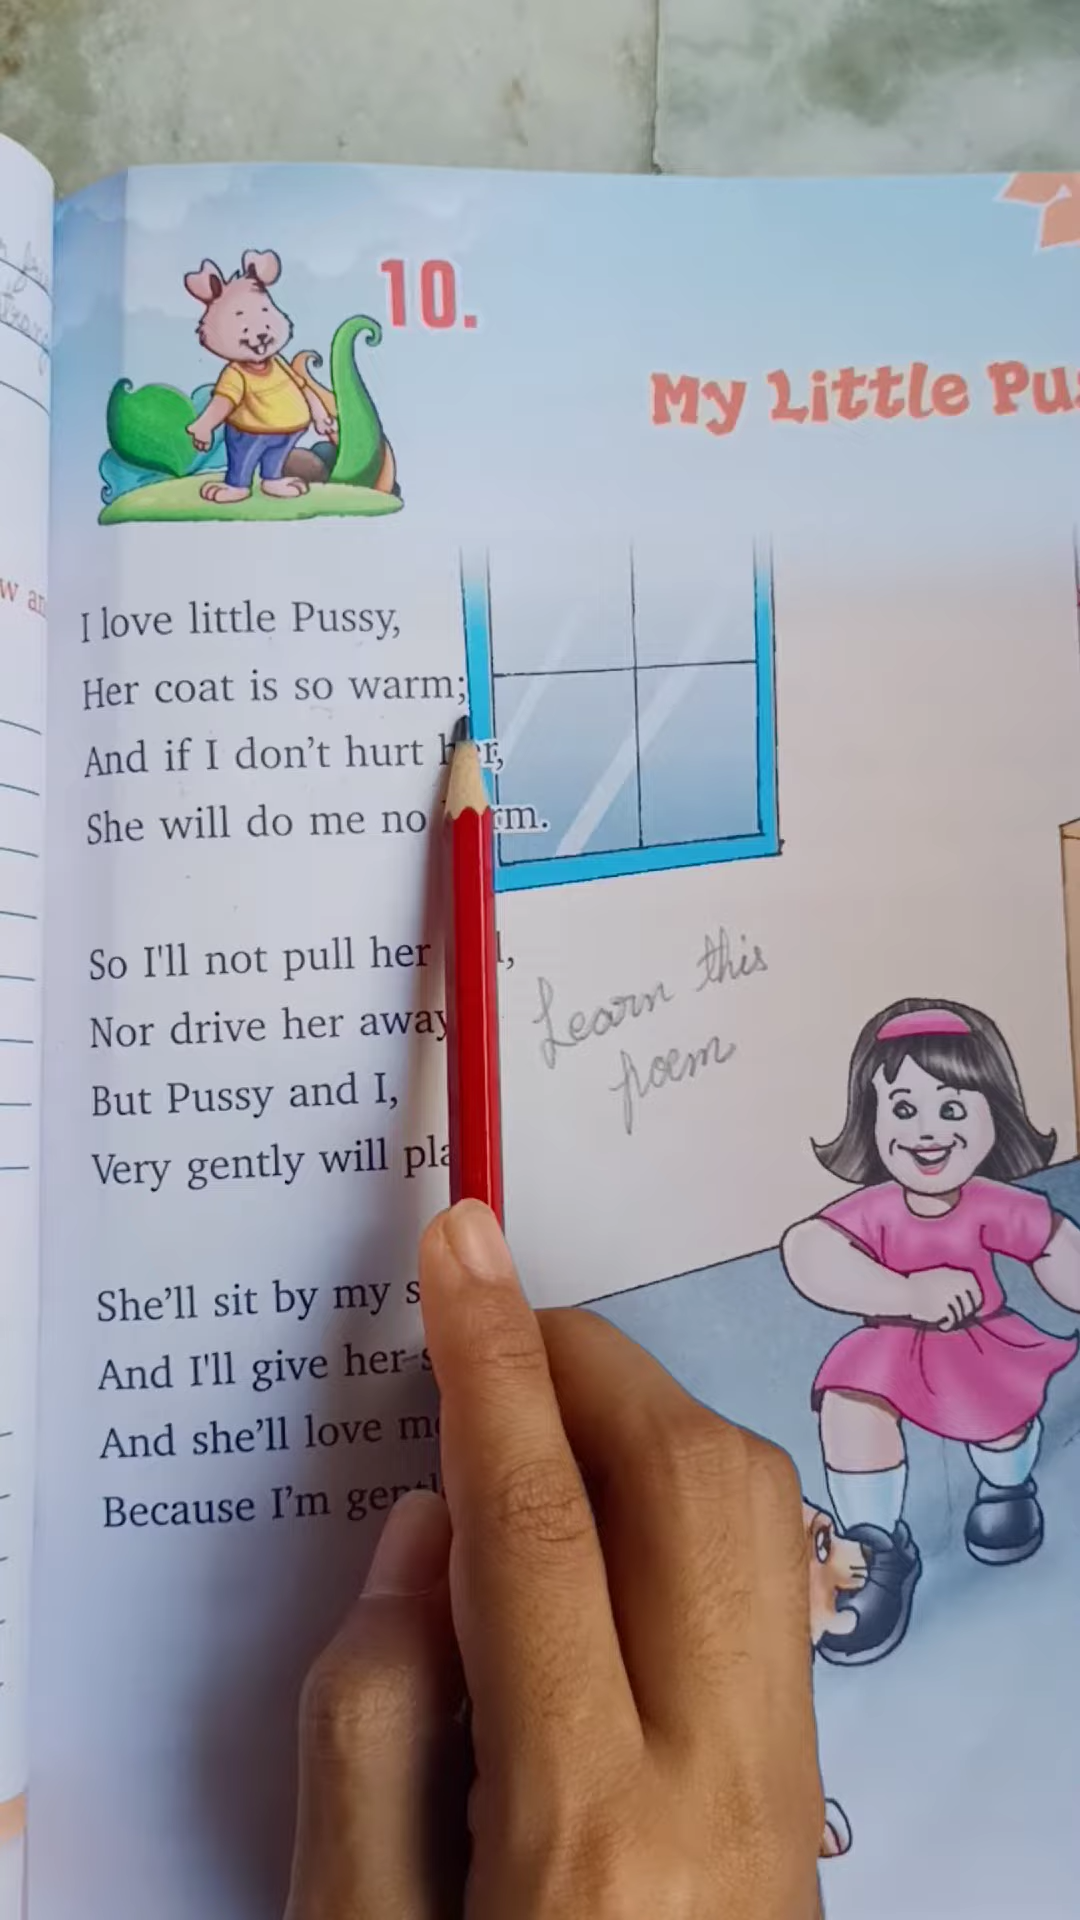 10.
My Little
I love little Pussy,
Her coat is so warm;
And if I don't hurt her,
She will do me no
So I'll not pull her
Nor drive her away
But Pussy and I,
Very gently will
She'll sit by my
And I'll give her
And she'll love
Because I'm
Learn this
poem